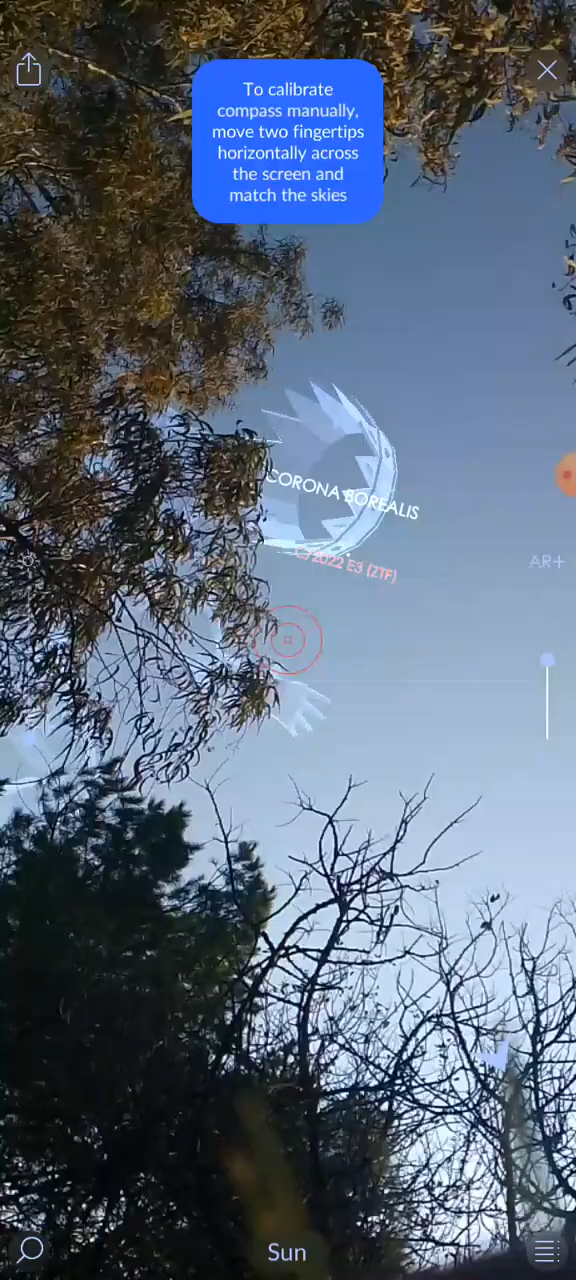 To calibrate
compass manually,
move two fingertips
horizontally across
the screen and
match the skies
CORONA BOREALIS
C/2022 E3 (ZTF)
AR+
Sun